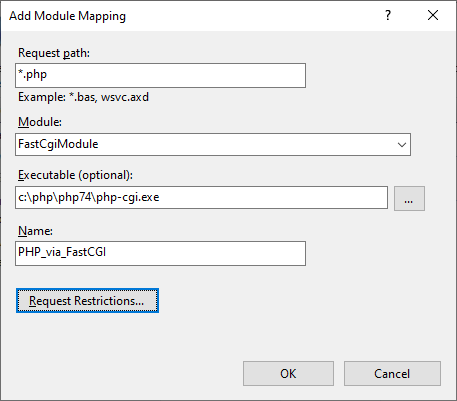 Add Module Mapping
?
Request path:
*.php
Example: *.bas, wsvc.axd
Module:
FastCgiModule
Executable (optional):
c:\php\php74\php-cgi.exe
...
Name:
PHP_via_FastCGI
Request Restrictions...
OK
Cancel